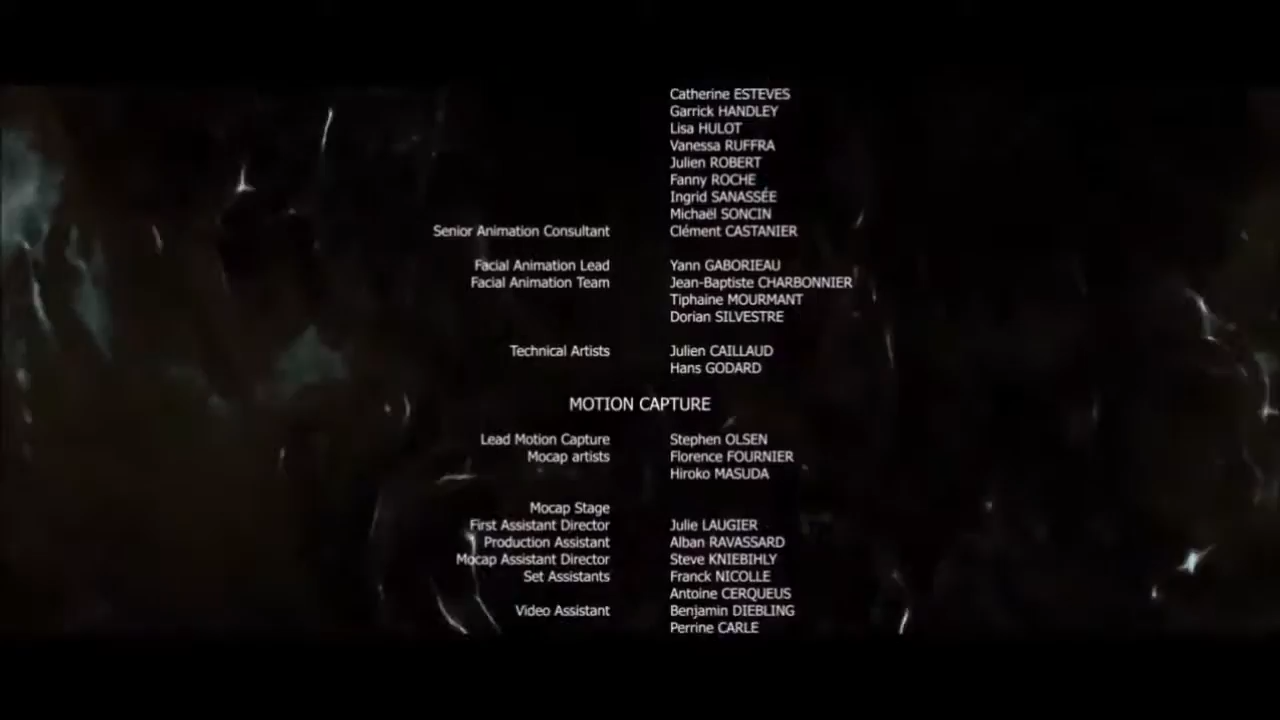 Catherine ESTEVES
Garrick HANDLEY
Lisa HULOT
Vanessa RUFFRA
Julien ROBERT
Fanny ROCHE
Ingrid SANASSÉE
Michaël SONCIN
Senior Animation Consultant Clément CASTANIER
Facial Animation Lead Yann GABORIEAU
Facial Animation Team Jean-Baptiste CHARBONNIER
Tiphaine MOURMANT
Dorian SILVESTRE
Technical Artists Julien CAILLAUD
Hans GODARD
MOTION CAPTURE
Lead Motion Capture Stephen OLSEN
Mocap artists Florence FOURNIER
Hiroko MASUDA
Mocap Stage
First Assistant Director Julie LAUGIER
Production Assistant Alban RAVASSARD
Mocap Assistant Director Steve KNIEBIHLY
Set Assistants Franck NICOLLE
Antoine CERQUEUS
Video Assistant Benjamin DIEBLING
Perrine CARLE